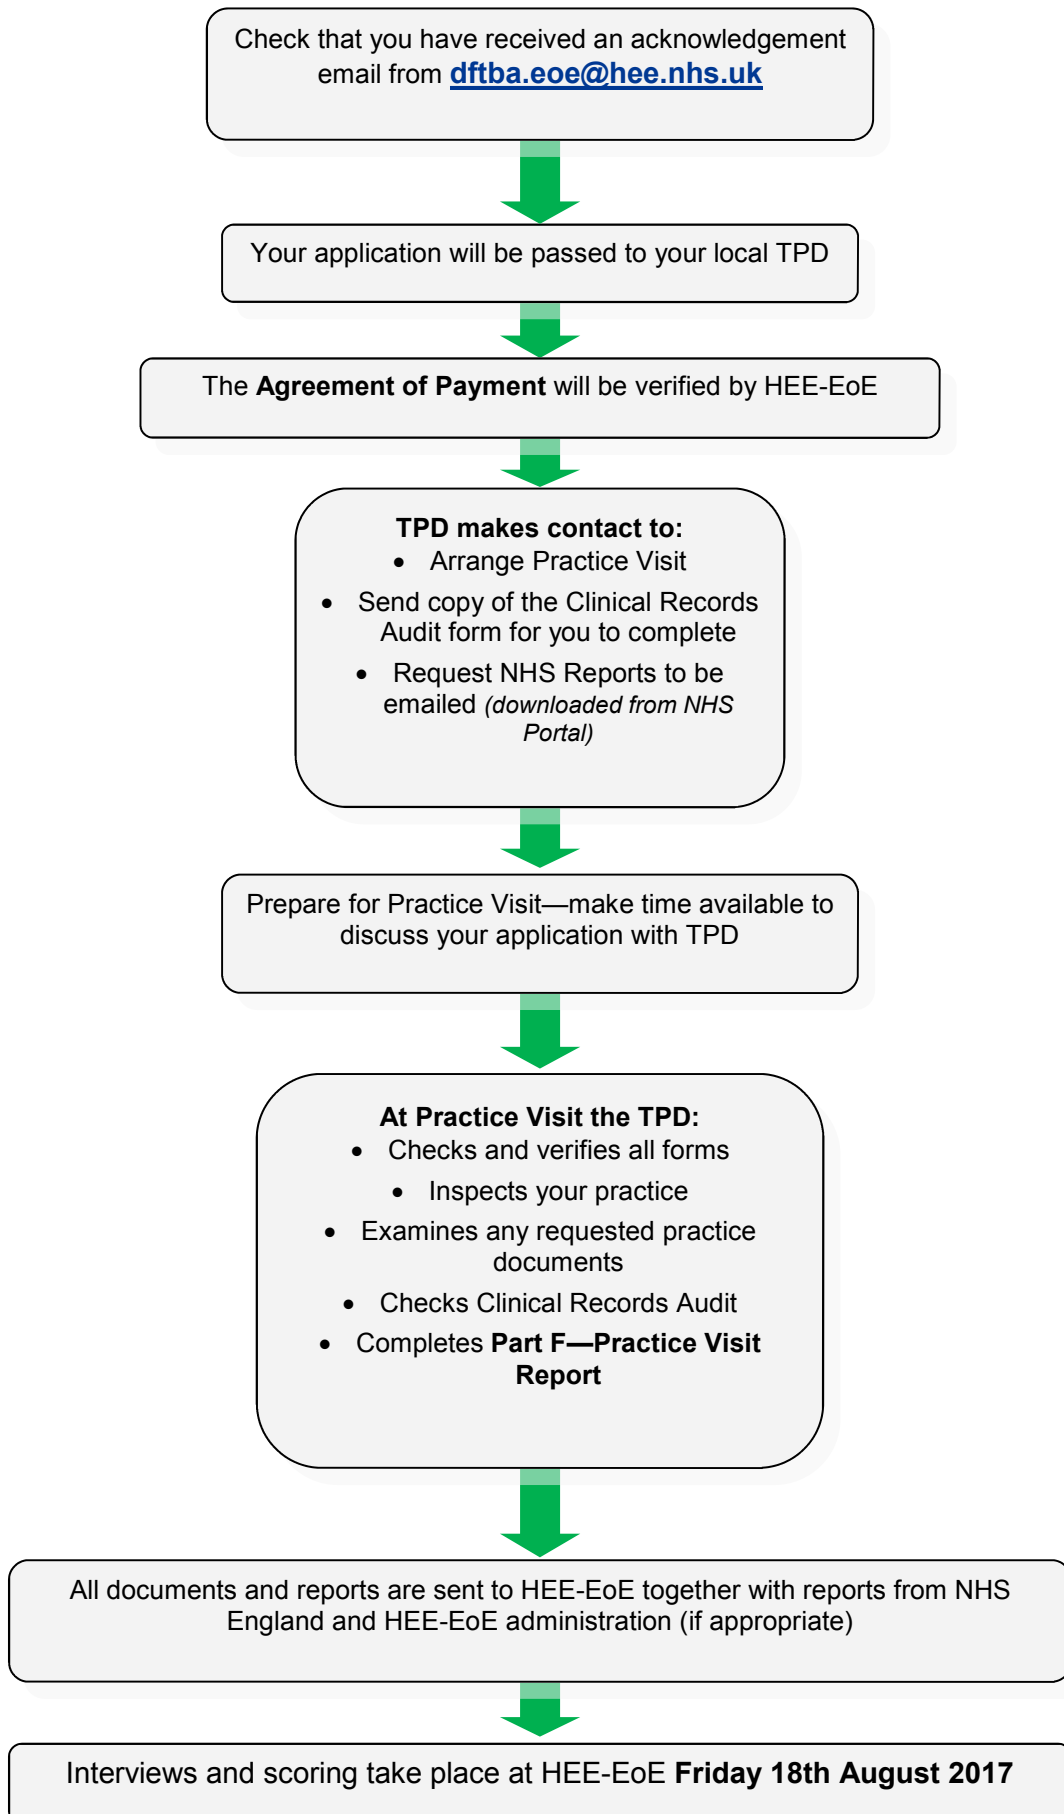 Check that you have received an acknowledgement
email from dftba.eoe@hee.nhs.uk
Your application will be passed to your local TPD
The Agreement of Payment will be verified by HEE-EoE
TPD makes contact to:
• Arrange Practice Visit
• Send copy of the Clinical Records
Audit form for you to complete
• Request NHS Reports to be
emailed (downloaded from NHS
Portal)
Prepare for Practice Visit—make time available to
discuss your application with TPD
At Practice Visit the TPD:
• Checks and verifies all forms
• Inspects your practice
• Examines any requested practice
documents
• Checks Clinical Records Audit
• Completes Part F—Practice Visit
Report
All documents and reports are sent to HEE-EoE together with reports from NHS
England and HEE-EoE administration (if appropriate)
Interviews and scoring take place at HEE-EoE Friday 18th August 2017